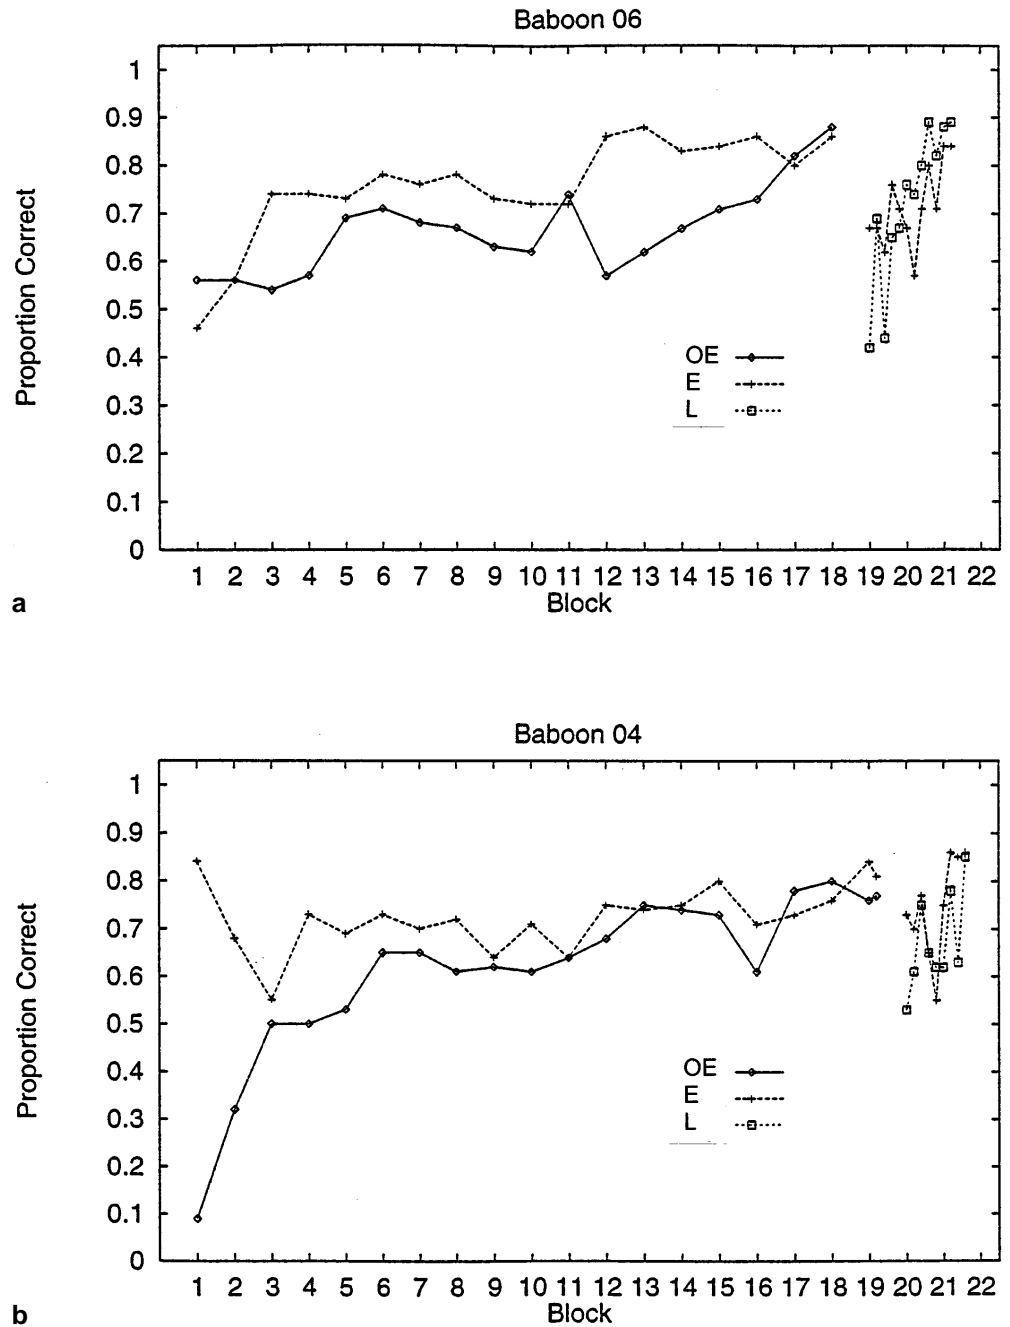 Baboon 06
Proportion Correct
1
0.9
0.8
0.7
0.6
0.5
0.4
0.3
0.2
0.1
0
OE
E
L
1 2 3 4 5 6 7 8 9 10 11 12 13 14 15 16 17 18 19 20 21 22
Block
a
Baboon 04
Proportion Correct
1
0.9
0.8
0.7
0.6
0.5
0.4
0.3
0.2
0.1
0
OE
E
L
1 2 3 4 5 6 7 8 9 10 11 12 13 14 15 16 17 18 19 20 21 22
Block
b